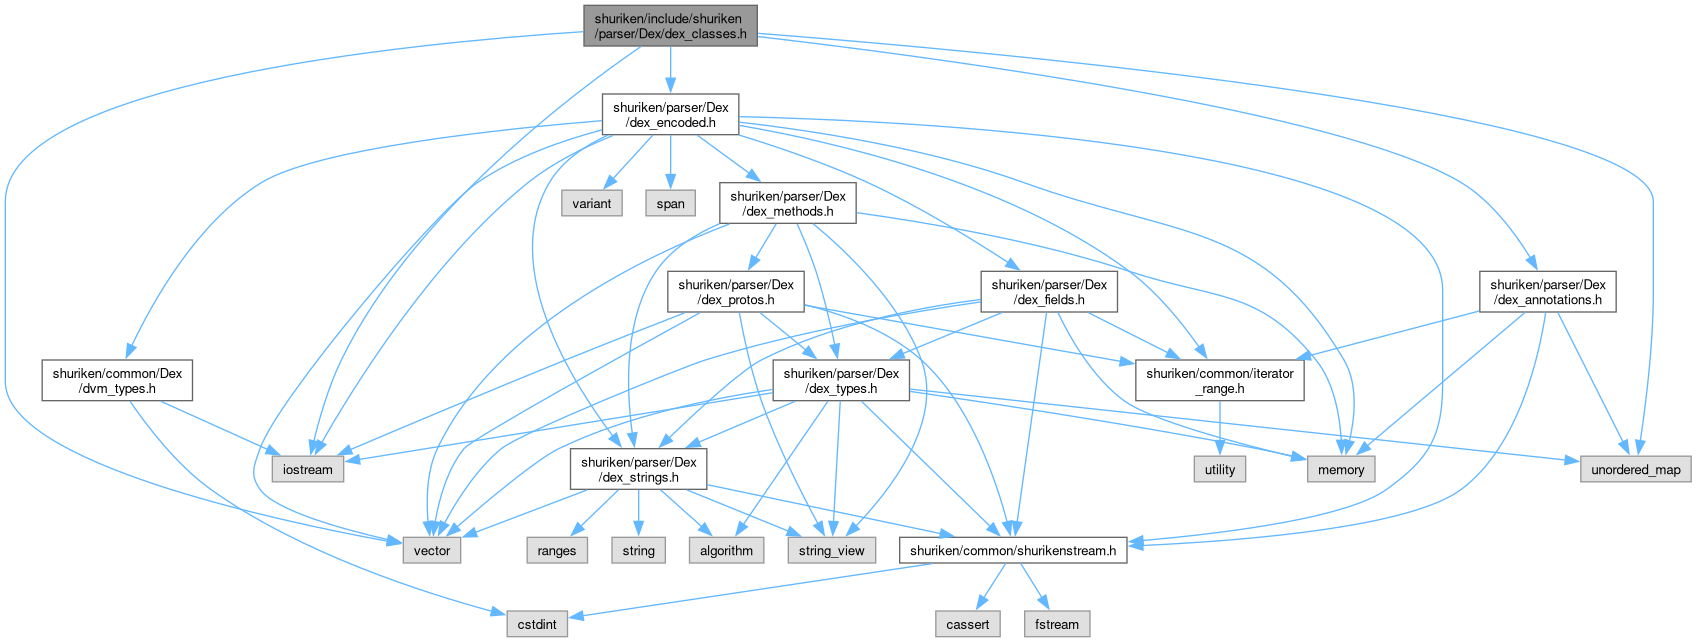 shuriken/include/shuriken
/parser/Dex/dex_classes.h
shuriken/parser/Dex
/dex_encoded.h
variant
span
shuriken/parser/Dex
/dex_methods.h
shuriken/parser/Dex
/dex_protos.h
shuriken/parser/Dex
/dex_fields.h
shuriken/parser/Dex
/dex_annotations.h
shuriken/common/Dex
/dvm_types.h
shuriken/parser/Dex
/dex_types.h
shuriken/common/iterator
_range.h
iostream
shuriken/parser/Dex
/dex_strings.h
utility
memory
unordered_map
vector
ranges
string
algorithm
string_view
shuriken/common/shurikenstream.h
cstdint
cassert
fstream